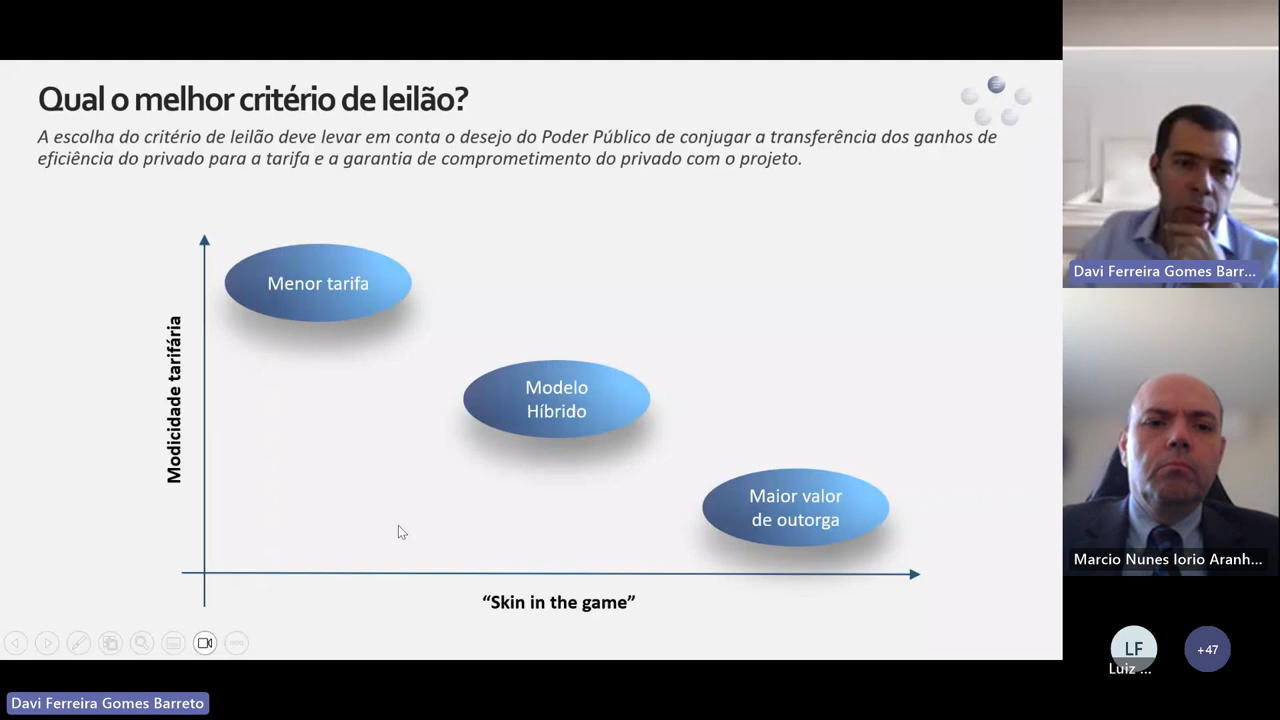 Qual o melhor critério de leilão?
A escolha do critério de leilão deve levar em conta o desejo do Poder Público de conjugar a transferência dos ganhos de
eficiência do privado para a tarifa e a garantia de comprometimento do privado com o projeto.
Modicidade tarifária
Menor tarifa
Modelo
Híbrido
Maior valor
de outorga
“Skin in the game”
Davi Ferreira Gomes Barreto
Davi Ferreira Gomes Barr...
Marcio Nunes Iorio Aranh...
LF
Luiz ...
+47